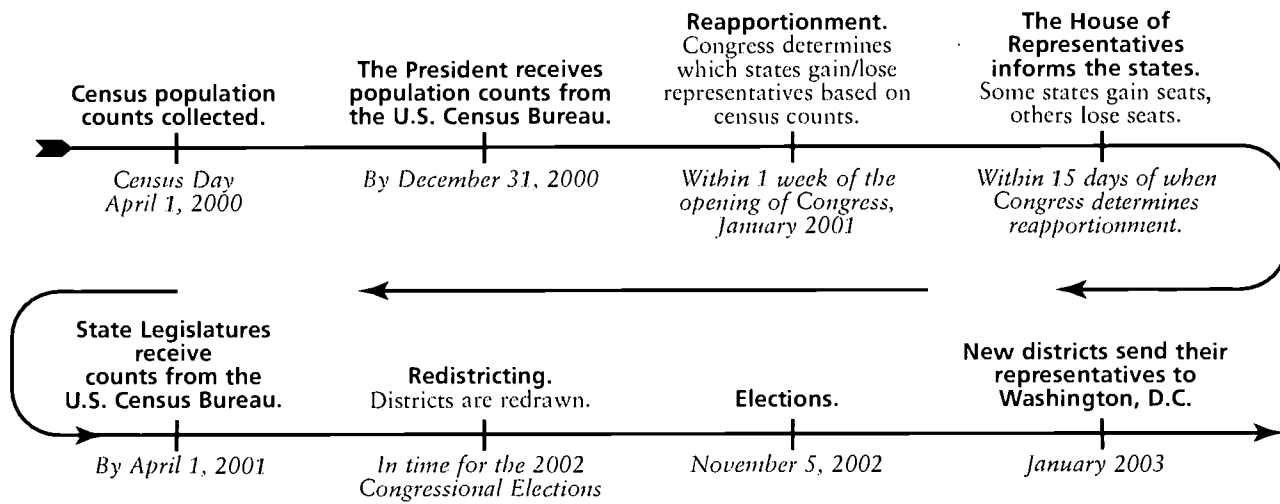 Census population
counts collected.
Census Day
April 1, 2000
The President receives
population counts from
the U.S. Census Bureau.
By December 31, 2000
Reapportionment.
Congress determines
which states gain/lose
representatives based on
census counts.
Within 1 week of the
opening of Congress,
January 2001
The House of
Representatives
informs the states.
Some states gain seats,
others lose seats.
Within 15 days of when
Congress determines
reapportionment.
State Legislatures
receive
counts from the
U.S. Census Bureau.
By April 1, 2001
Redistricting.
Districts are redrawn.
In time for the 2002
Congressional Elections
Elections.
November 5, 2002
New districts send their
representatives to
Washington, D.C.
January 2003